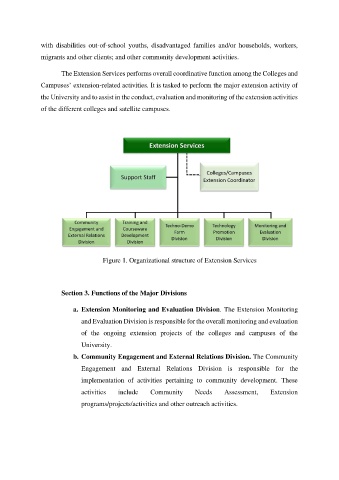 with disabilities out-of-school youths, disadvantaged families and/or households, workers,
migrants and other clients; and other community development activities.
The Extension Services performs overall coordinative function among the Colleges and
Campuses' extension-related activities. It is tasked to perform the major extension activity of
the University and to assist in the conduct, evaluation and monitoring of the extension activities
of the different colleges and satellite campuses.
Extension Services
Support Staff
Colleges/Campuses
Extension Coordinator
Community
Engagement and
External Relations
Division
Training and
Courseware
Development
Division
Techno-Demo
Farm
Division
Technology
Promotion
Division
Monitoring and
Evaluation
Division
Figure 1. Organizational structure of Extension Services
Section 3. Functions of the Major Divisions
a. Extension Monitoring and Evaluation Division. The Extension Monitoring
and Evaluation Division is responsible for the overall monitoring and evaluation
of the ongoing extension projects of the colleges and campuses of the
University.
b. Community Engagement and External Relations Division. The Community
Engagement and External Relations Division is responsible for the
implementation of activities pertaining to community development. These
activities include Community Needs Assessment, Extension
programs/projects/activities and other outreach activities.